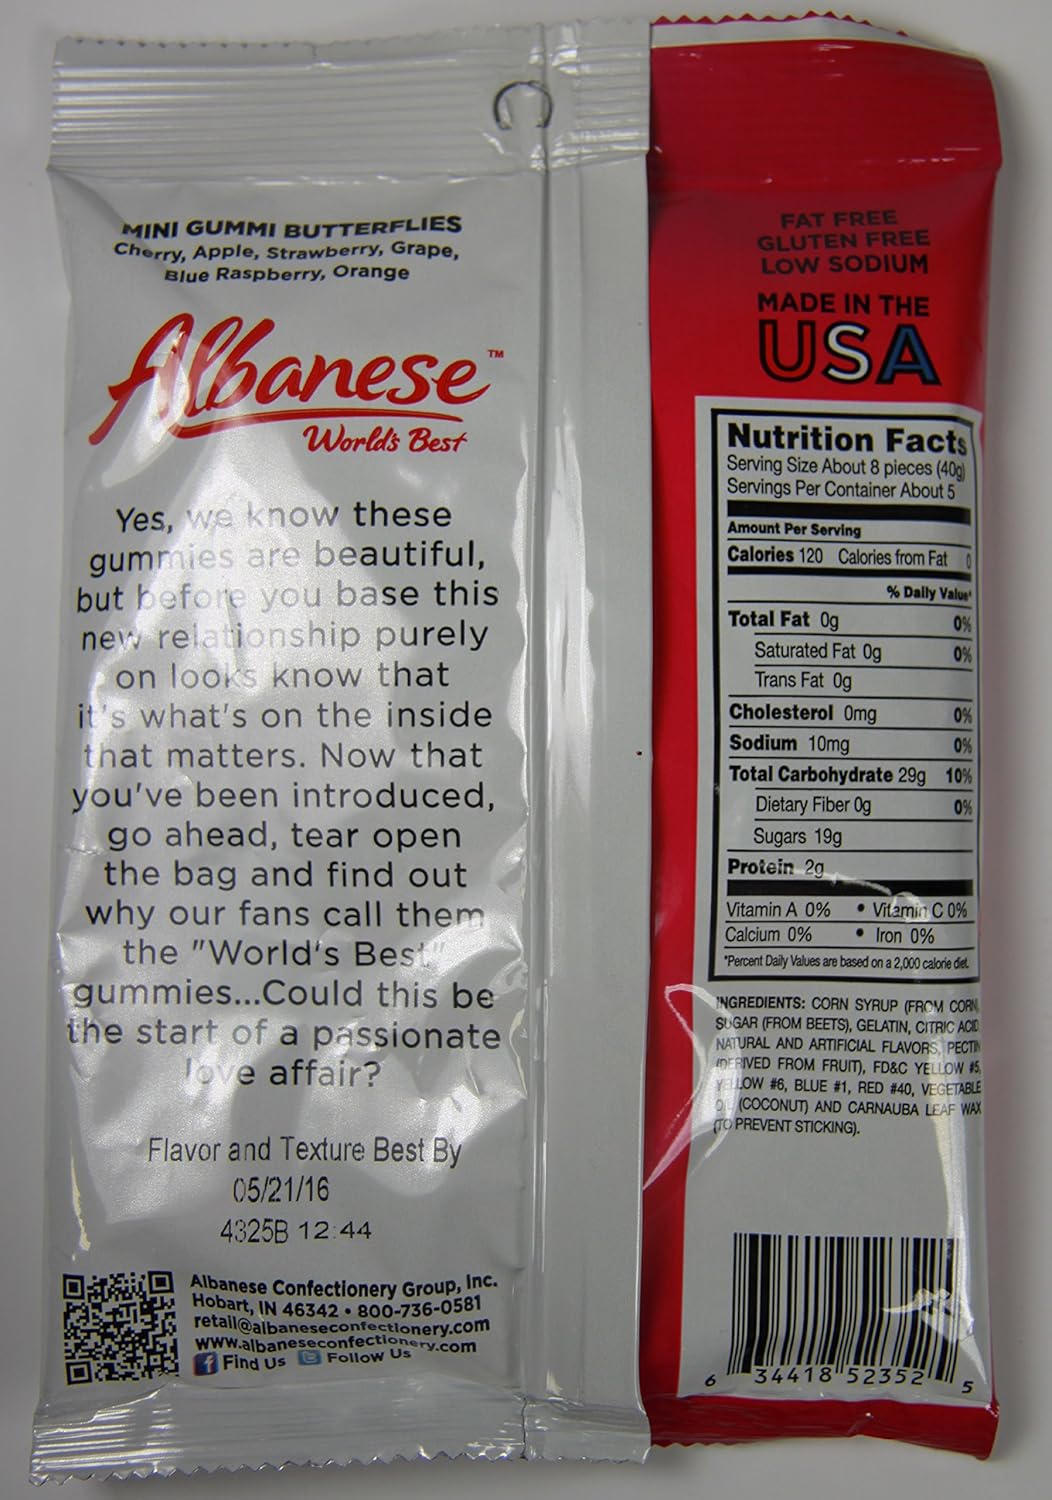 MINI GUMMI BUTTERFLIES
Cherry, Apple, Strawberry, Grape,
Blue Raspberry, Orange
Albanese™
World's Best
Yes, we know these
gummies are beautiful,
but before you base this
new relationship purely
on looks know that
it's what's on the inside
that matters. Now that
you've been introduced,
go ahead, tear open
the bag and find out
why our fans call them
the "World's Best"
gummies...Could this be
the start of a passionate
love affair?
Flavor and Texture Best By
05/21/16
4325B 12:44
Albanese Confectionery Group, Inc.
Hobart, IN 46342 • 800-736-0581
retail@albaneseconfectionery.com
www.albaneseconfectionery.com
f Find Us t Follow Us
FAT FREE
GLUTEN FREE
LOW SODIUM
MADE IN THE
USA
Nutrition Facts
Serving Size About 8 pieces (40g)
Servings Per Container About 5
Amount Per Serving
Calories 120 Calories from Fat 0
% Daily Value*
Total Fat 0g 0%
Saturated Fat 0g 0%
Trans Fat 0g
Cholesterol 0mg 0%
Sodium 10mg 0%
Total Carbohydrate 29g 10%
Dietary Fiber 0g 0%
Sugars 19g
Protein 2g
Vitamin A 0% • Vitamin C 0%
Calcium 0% • Iron 0%
*Percent Daily Values are based on a 2,000 calorie diet.
INGREDIENTS: CORN SYRUP (FROM CORN),
SUGAR (FROM BEETS), GELATIN, CITRIC ACID,
NATURAL AND ARTIFICIAL FLAVORS, PECTIN
(DERIVED FROM FRUIT), FD&C YELLOW #5,
YELLOW #6, BLUE #1, RED #40, VEGETABLE
OIL (COCONUT) AND CARNAUBA LEAF WAX
(TO PREVENT STICKING).
6 34418 52352 5